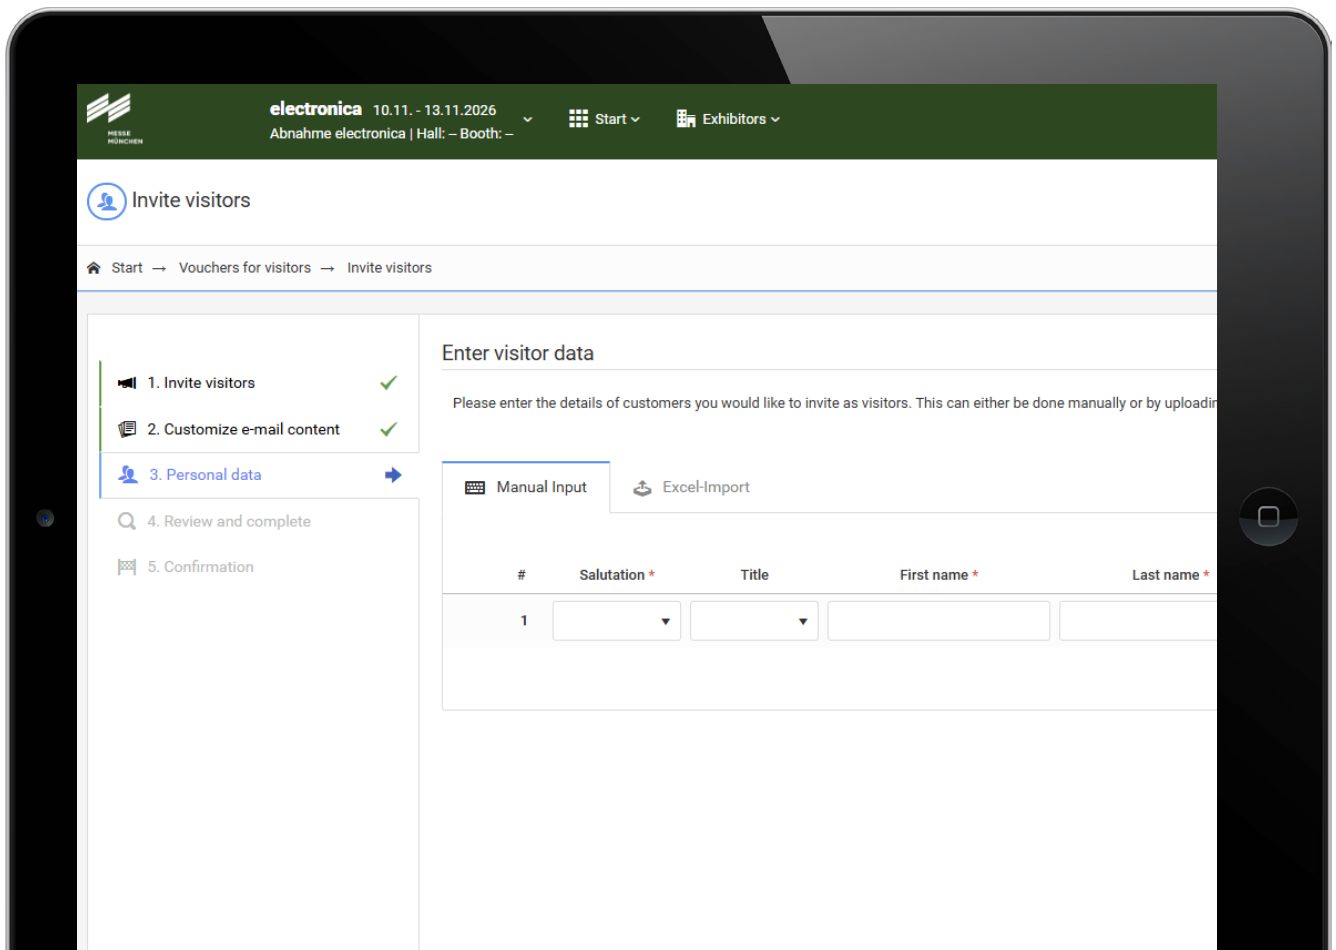 MESSE
MÜNCHEN
electronica 10.11. - 13.11.2026
Abnahme electronica | Hall: – Booth: –
Start
Exhibitors
Invite visitors
Start → Vouchers for visitors → Invite visitors
1. Invite visitors
2. Customize e-mail content
3. Personal data
4. Review and complete
5. Confirmation
Enter visitor data
Please enter the details of customers you would like to invite as visitors. This can either be done manually or by uploadin
Manual Input
Excel-Import
# Salutation * Title First name * Last name *
1